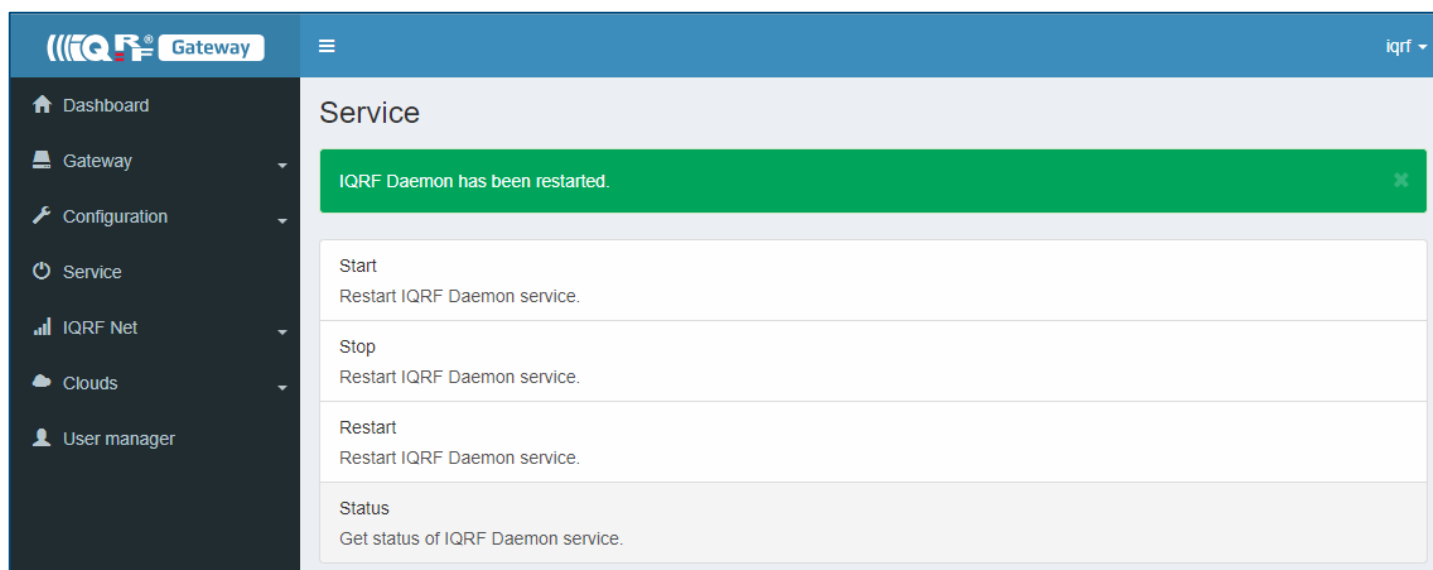 IQRF® Gateway
iqrf
Dashboard
Gateway
Configuration
Service
IQRF Net
Clouds
User manager
Service
IQRF Daemon has been restarted.
Start
Restart IQRF Daemon service.
Stop
Restart IQRF Daemon service.
Restart
Restart IQRF Daemon service.
Status
Get status of IQRF Daemon service.